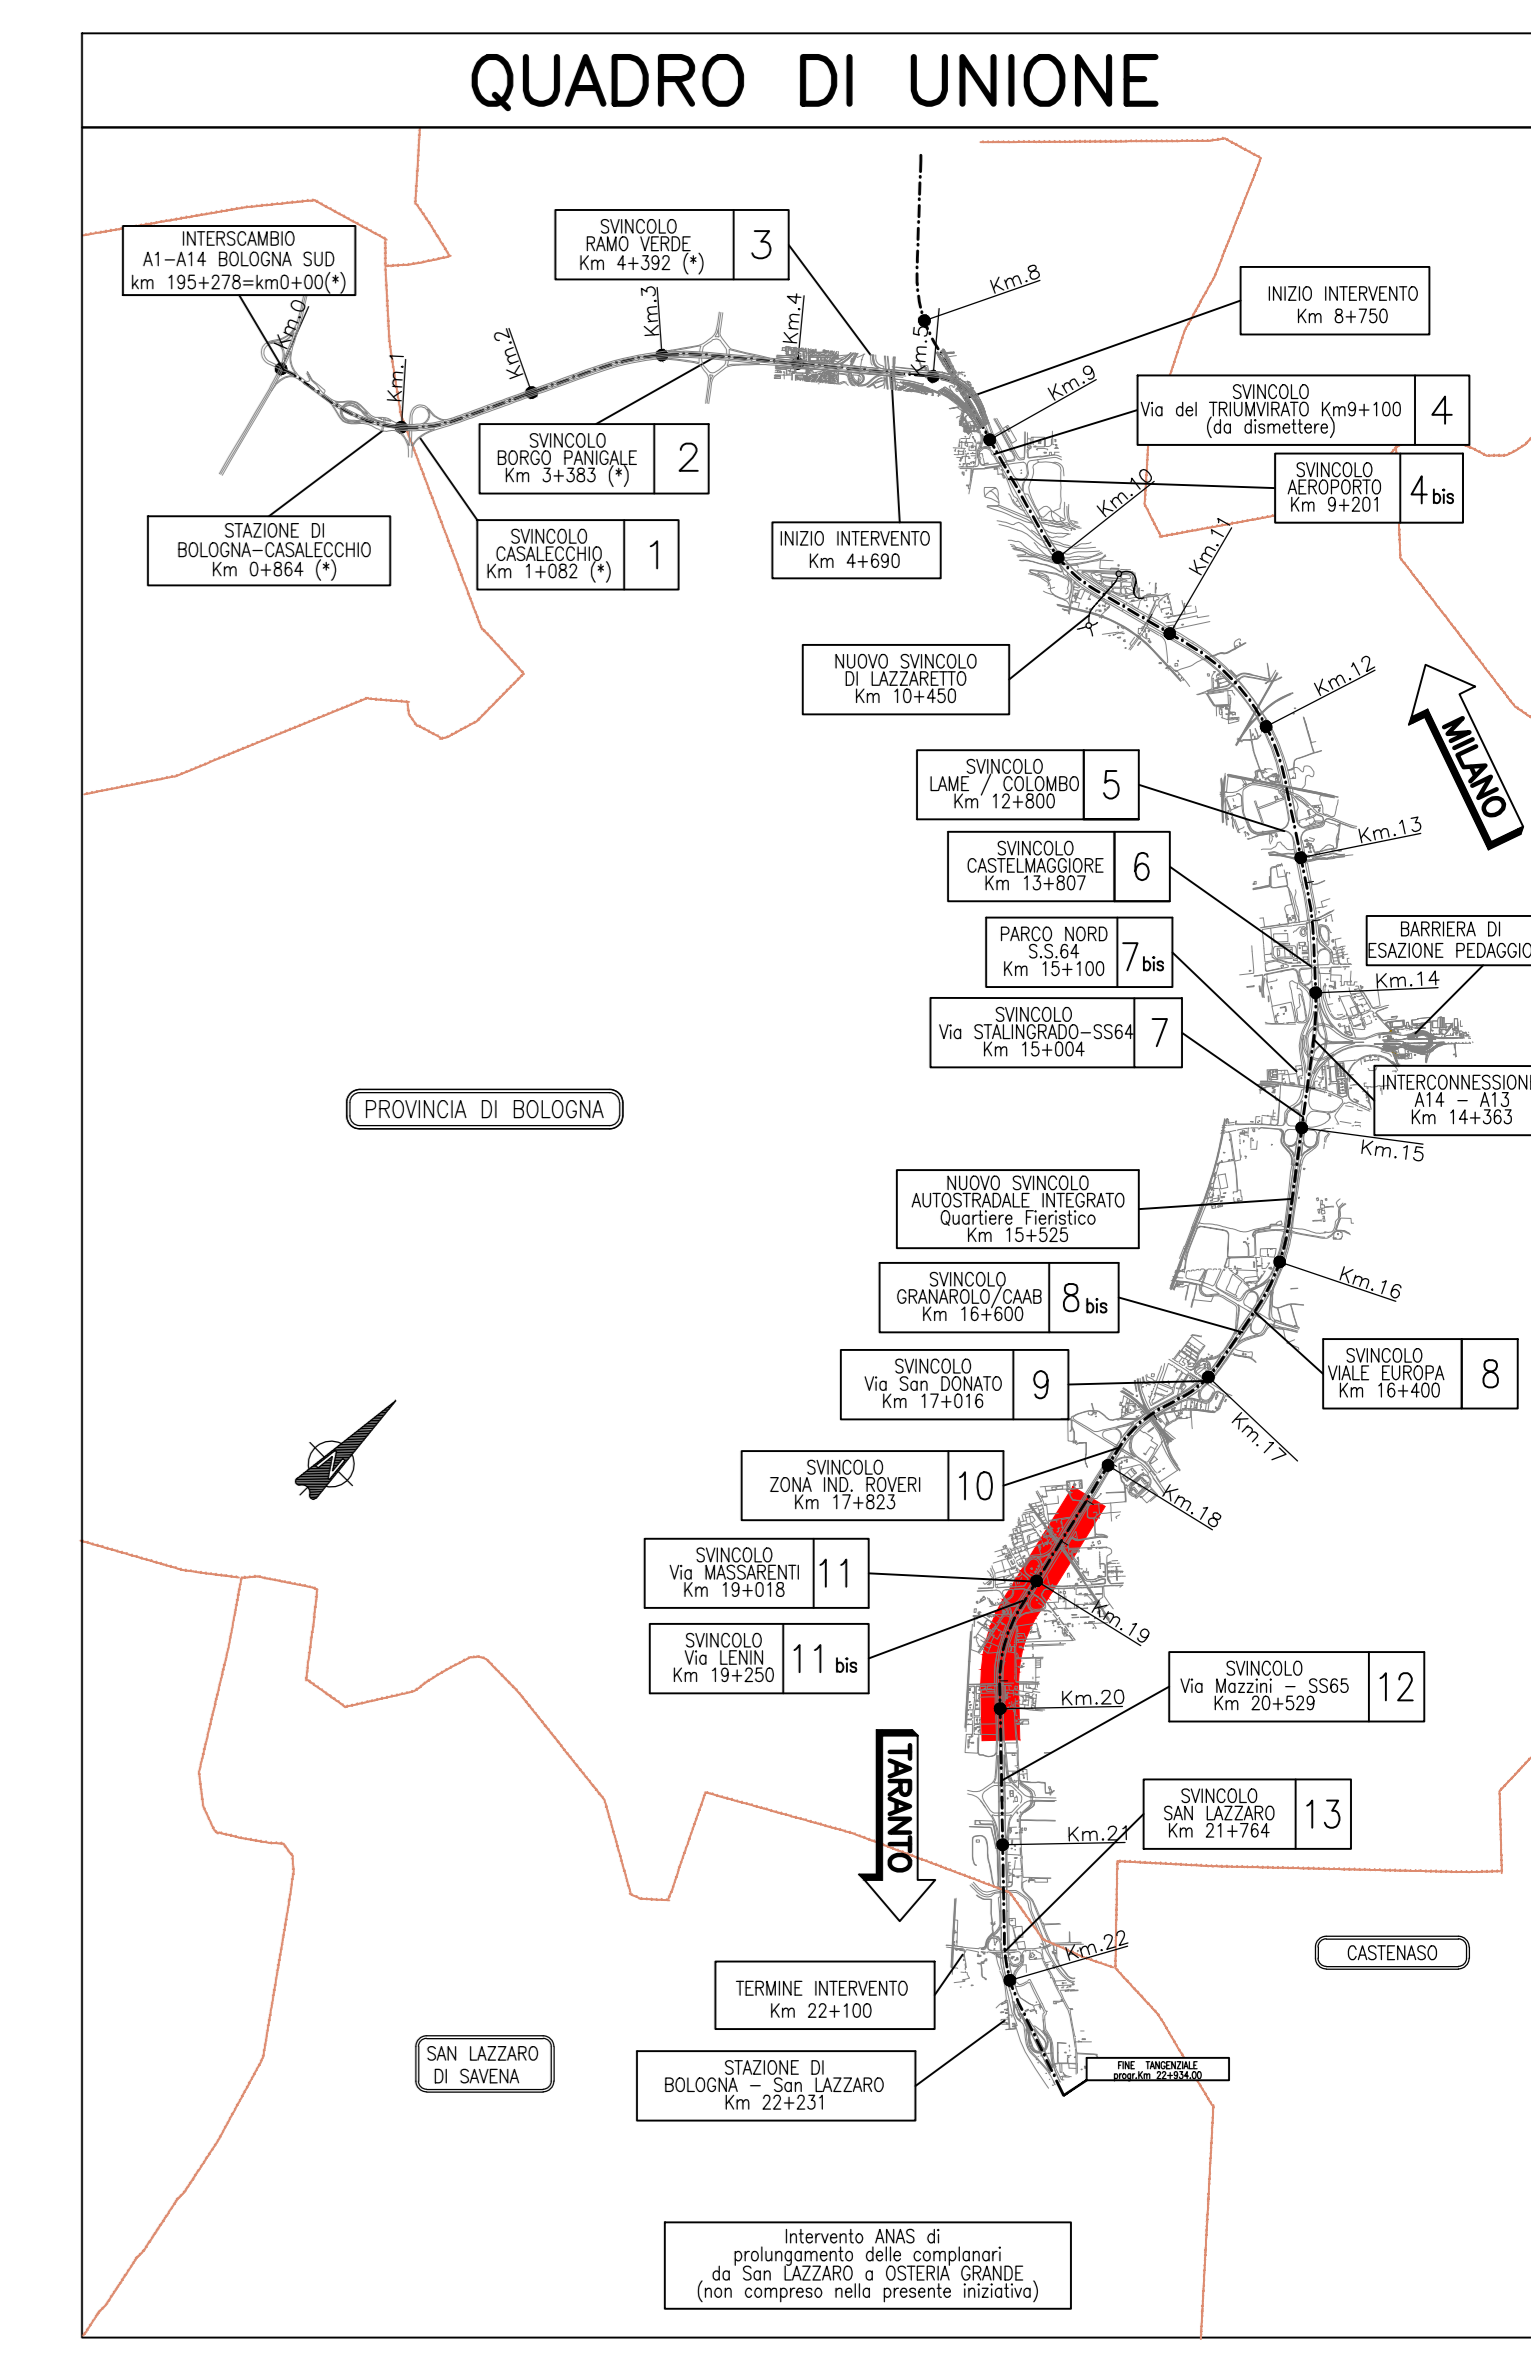 QUADRO DI UNIONE
INTERSCAMBIO
A1-A14 BOLOGNA SUD
km 195+278=km0+00(*)
SVINCOLO
RAMO VERDE
Km 4+392 (*)
3
Km.0
Km.1
Km.2
Km.3
Km.4
Km.5
Km.8
INIZIO INTERVENTO
Km 8+750
Km.9
SVINCOLO
Via del TRIUMVIRATO Km9+100
(da dismettere)
4
SVINCOLO
BORGO PANIGALE
Km 3+383 (*)
2
SVINCOLO
AEROPORTO
Km 9+201
4 bis
Km.10
STAZIONE DI
BOLOGNA-CASALECCHIO
Km 0+864 (*)
SVINCOLO
CASALECCHIO
Km 1+082 (*)
1
INIZIO INTERVENTO
Km 4+690
Km.11
NUOVO SVINCOLO
DI LAZZARETTO
Km 10+450
Km.12
MILANO
SVINCOLO
LAME / COLOMBO
Km 12+800
5
Km.13
SVINCOLO
CASTELMAGGIORE
Km 13+807
6
PARCO NORD
S.S.64
Km 15+100
7 bis
BARRIERA DI
ESAZIONE PEDAGGIO
Km.14
SVINCOLO
Via STALINGRADO-SS64
Km 15+004
7
INTERCONNESSIONE
A14 - A13
Km 14+363
PROVINCIA DI BOLOGNA
Km.15
NUOVO SVINCOLO
AUTOSTRADALE INTEGRATO
Quartiere Fieristico
Km 15+525
Km.16
SVINCOLO
GRANAROLO/CAAB
Km 16+600
8 bis
SVINCOLO
VIALE EUROPA
Km 16+400
8
SVINCOLO
Via San DONATO
Km 17+016
9
Km.17
N
SVINCOLO
ZONA IND. ROVERI
Km 17+823
10
Km.18
SVINCOLO
Via MASSARENTI
Km 19+018
11
Km.19
SVINCOLO
Via LENIN
Km 19+250
11 bis
SVINCOLO
Via Mazzini - SS65
Km 20+529
12
Km.20
TARANTO
SVINCOLO
SAN LAZZARO
Km 21+764
13
Km.21
Km.22
CASTENASO
TERMINE INTERVENTO
Km 22+100
SAN LAZZARO
DI SAVENA
STAZIONE DI
BOLOGNA - San LAZZARO
Km 22+231
FINE TANGENZIALE
progr.Km 22+934.00
Intervento ANAS di
prolungamento delle complanari
da San LAZZARO a OSTERIA GRANDE
(non compreso nella presente iniziativa)